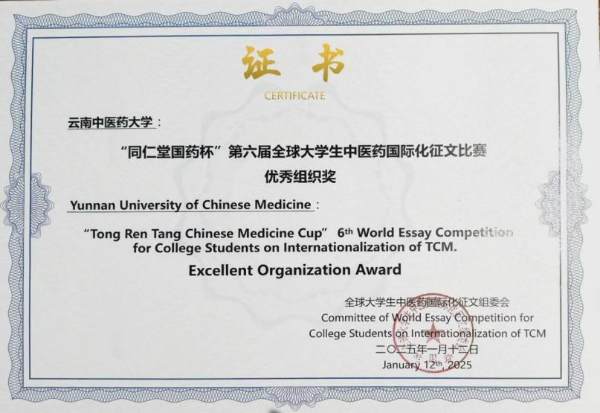 证书
CERTIFICATE
云南中医药大学：
“同仁堂国药杯”第六届全球大学生中医药国际化征文比赛
优秀组织奖
Yunnan University of Chinese Medicine：
“Tong Ren Tang Chinese Medicine Cup” 6th World Essay Competition
for College Students on Internationalization of TCM.
Excellent Organization Award
全球大学生中医药国际化征文组委会
Committee of World Essay Competition for
College Students on Internationalization of TCM
二〇二五年一月十二日
January 12th, 2025